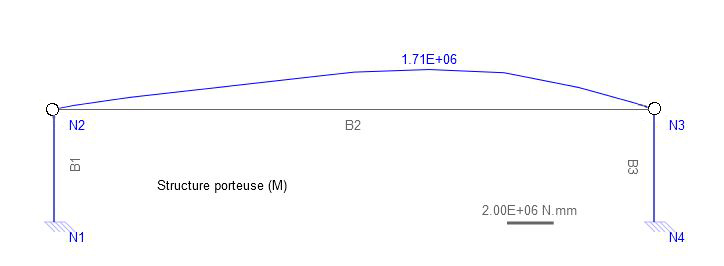 1.71E+06
N2
B2
N3
B1
B3
Structure porteuse (M)
2.00E+06 N.mm
N1
N4